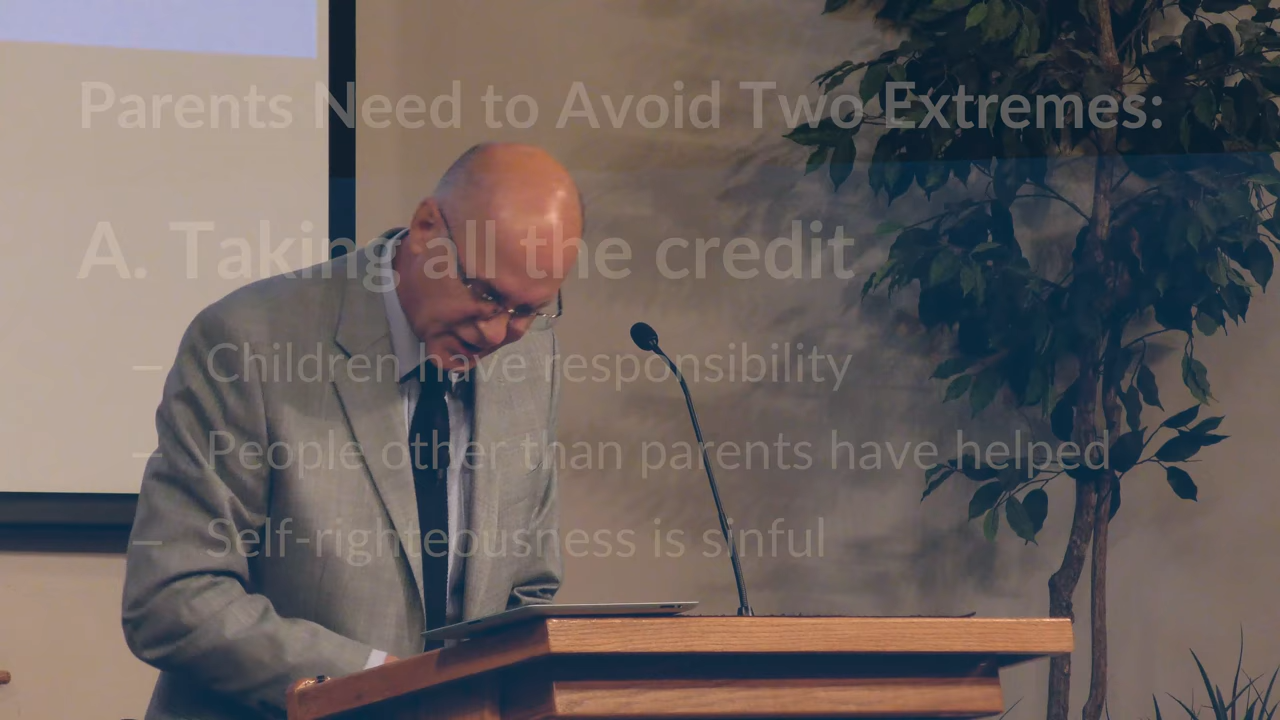 Parents Need to Avoid Two Extremes:
A. Taking all the credit
– Children have responsibility
– People other than parents have helped
– Self-righteousness is sinful